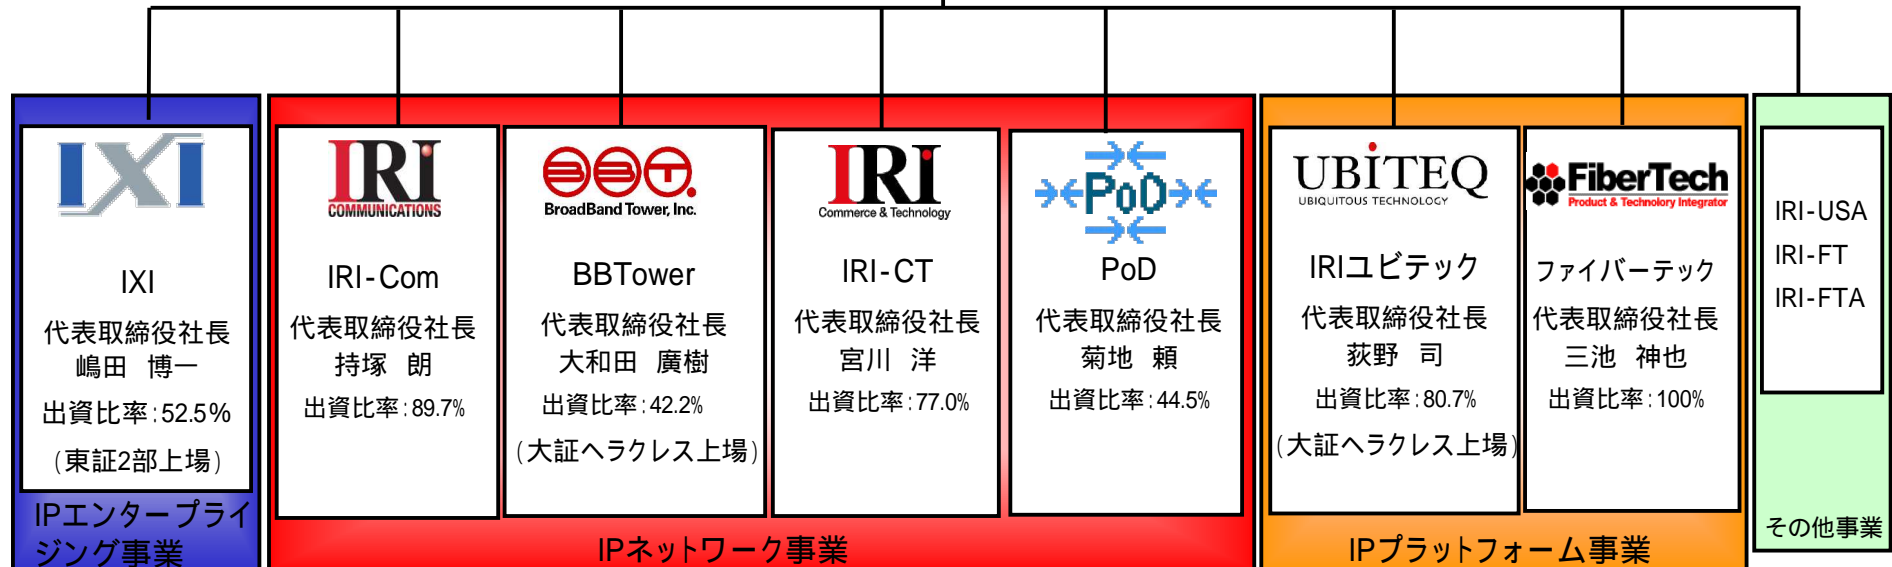 IXI
IXI
代表取締役社長
嶋田 博一
出資比率:52.5%
(東証2部上場)
IPエンタープライ
ジング事業
IRI
COMMUNICATIONS
IRI-Com
代表取締役社長
持塚 朗
出資比率:89.7%
BBT.
BroadBand Tower, Inc.
BBTower
代表取締役社長
大和田 廣樹
出資比率:42.2%
(大証ヘラクレス上場)
IRI
Commerce & Technology
IRI-CT
代表取締役社長
宮川 洋
出資比率:77.0%
PoD
PoD
代表取締役社長
菊地 頼
出資比率:44.5%
IPネットワーク事業
UBiTEQ
UBIQUITOUS TECHNOLOGY
IRIユビテック
代表取締役社長
荻野 司
出資比率:80.7%
(大証ヘラクレス上場)
FiberTech
Product & Technolory Integrator
ファイバーテック
代表取締役社長
三池 神也
出資比率:100%
IPプラットフォーム事業
IRI-USA
IRI-FT
IRI-FTA
その他事業